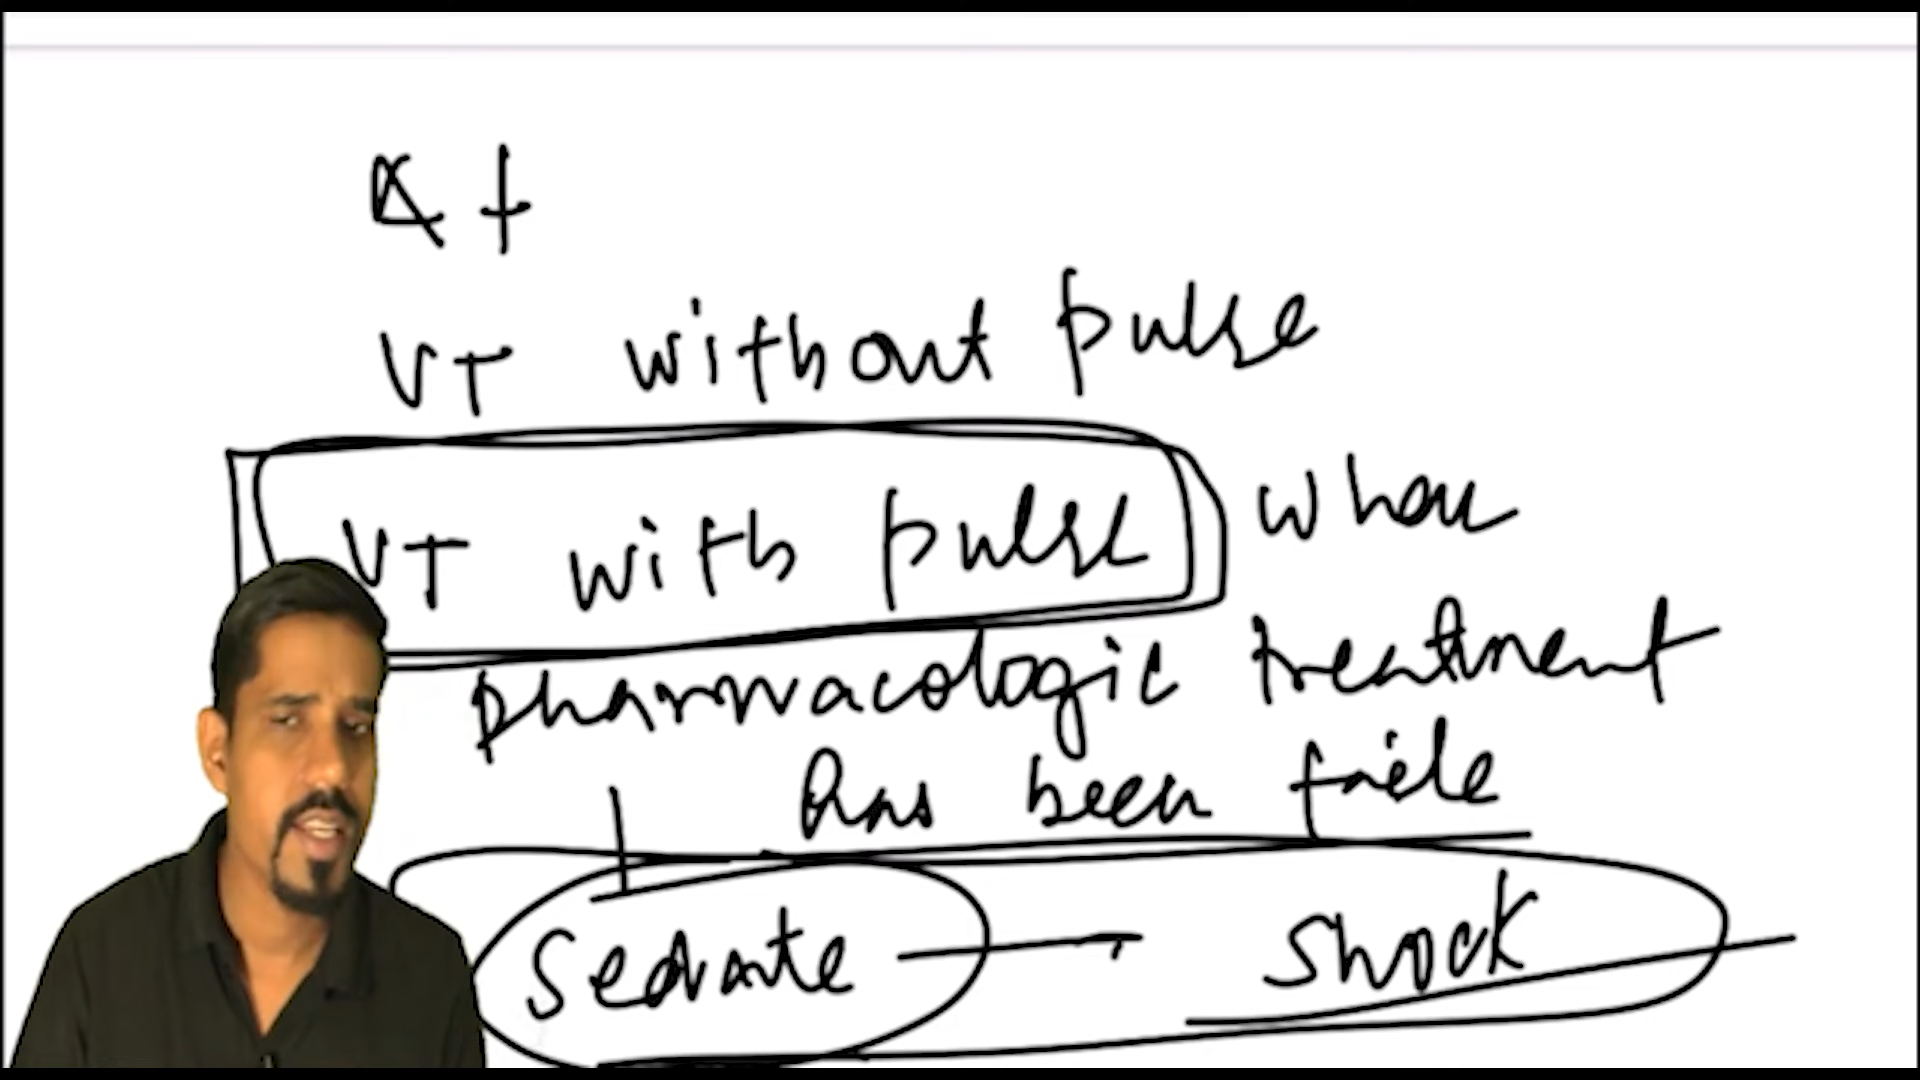 VT without pulse
VT with pulse when
pharmacologic treatment
has been faile
Sedate shock